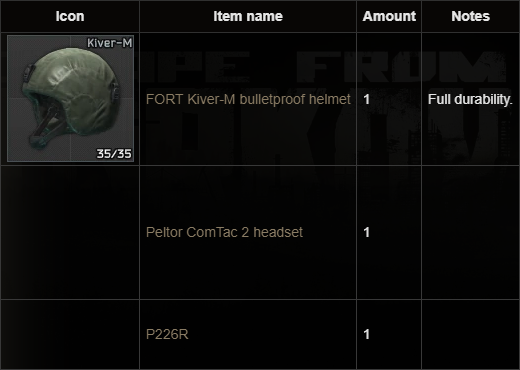 Icon Item name Amount Notes
Kiver-M
35/35
FORT Kiver-M bulletproof helmet 1 Full durability.
Peltor ComTac 2 headset 1
P226R 1